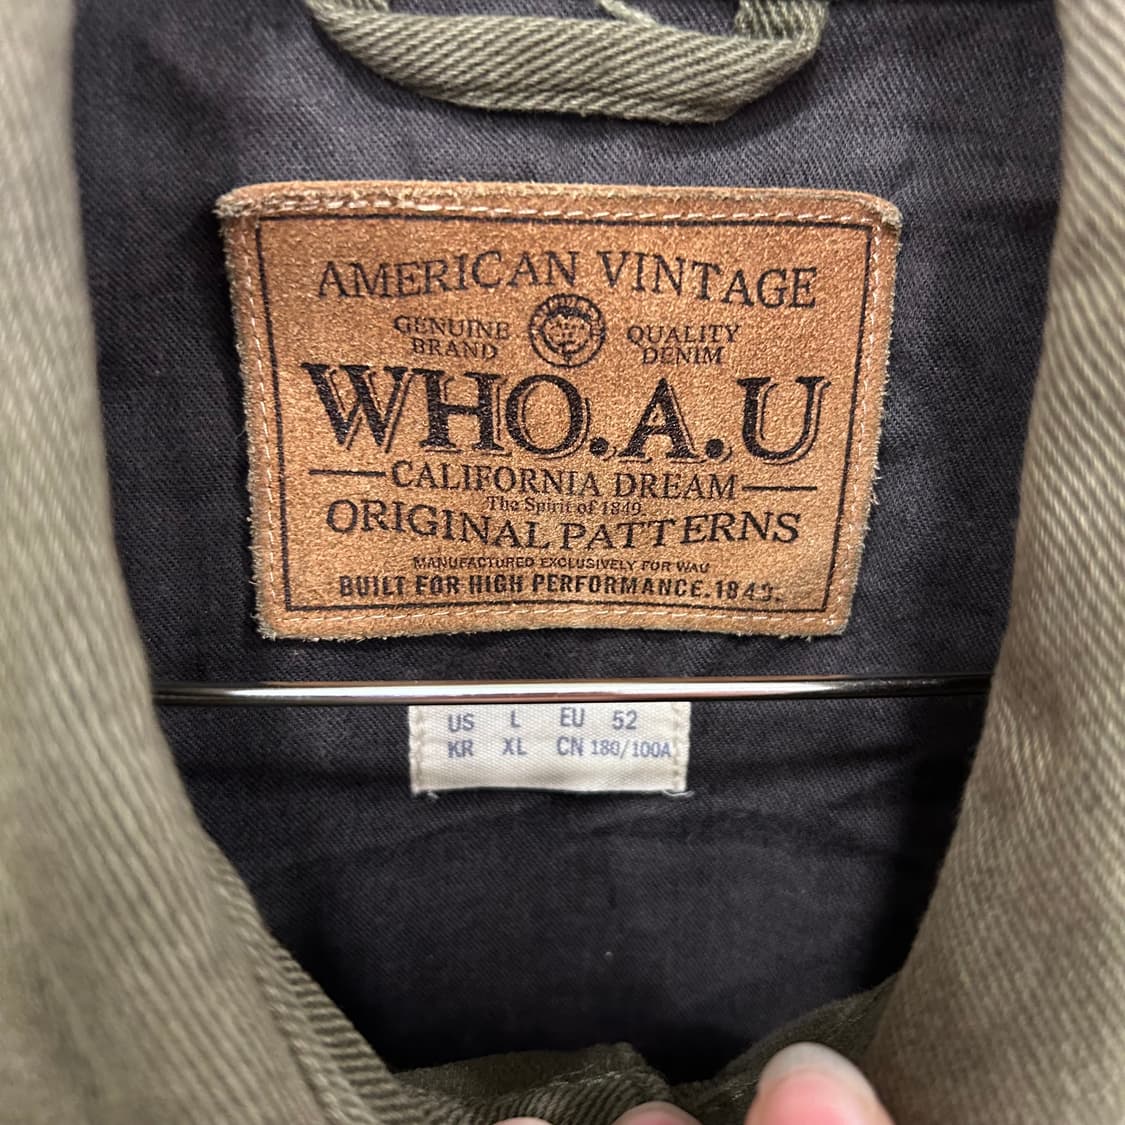 AMERICAN VINTAGE
GENUINE BRAND
QUALITY DENIM
WHO.A.U
CALIFORNIA DREAM
The Spirit of 1849
ORIGINAL PATTERNS
MANUFACTURED EXCLUSIVELY FOR WAU
BUILT FOR HIGH PERFORMANCE.1849.
US L EU 52
KR XL CN 180/100A